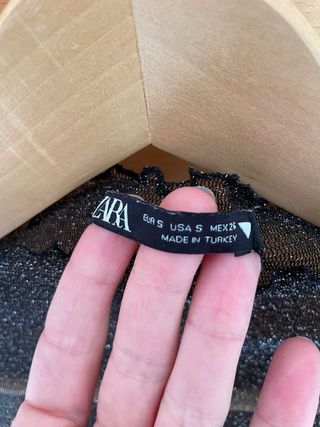 ZARA
EUR S USA S MEX 26
MADE IN TURKEY